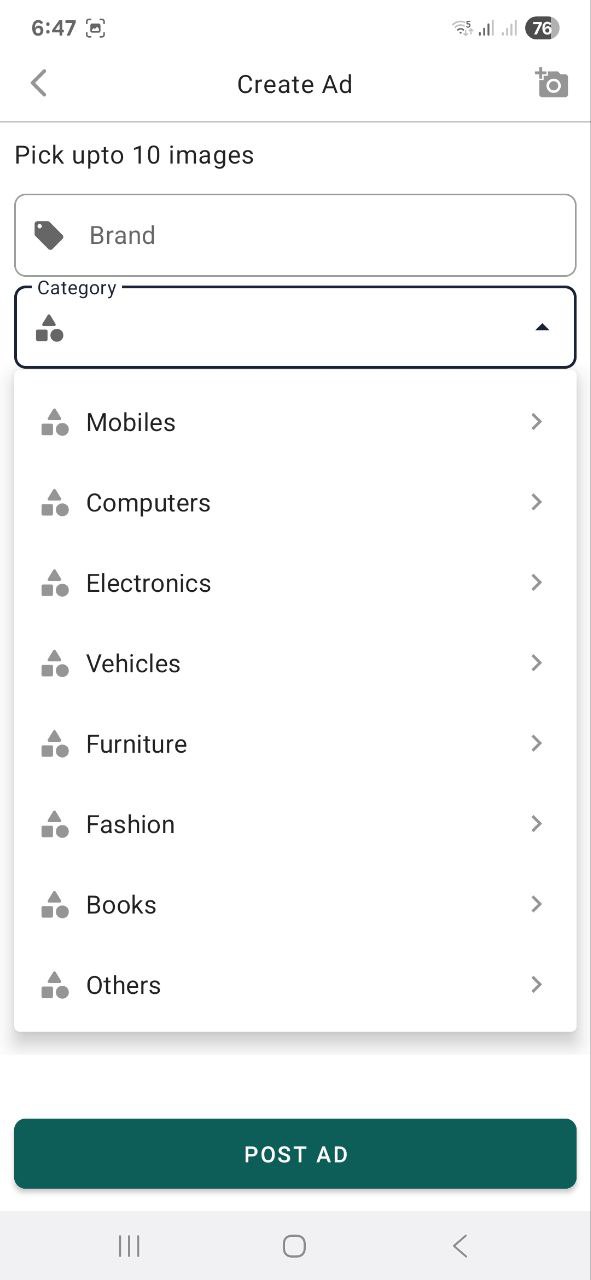 6:47 76
Create Ad
Pick upto 10 images
Brand
Category
Mobiles
Computers
Electronics
Vehicles
Furniture
Fashion
Books
Others
POST AD